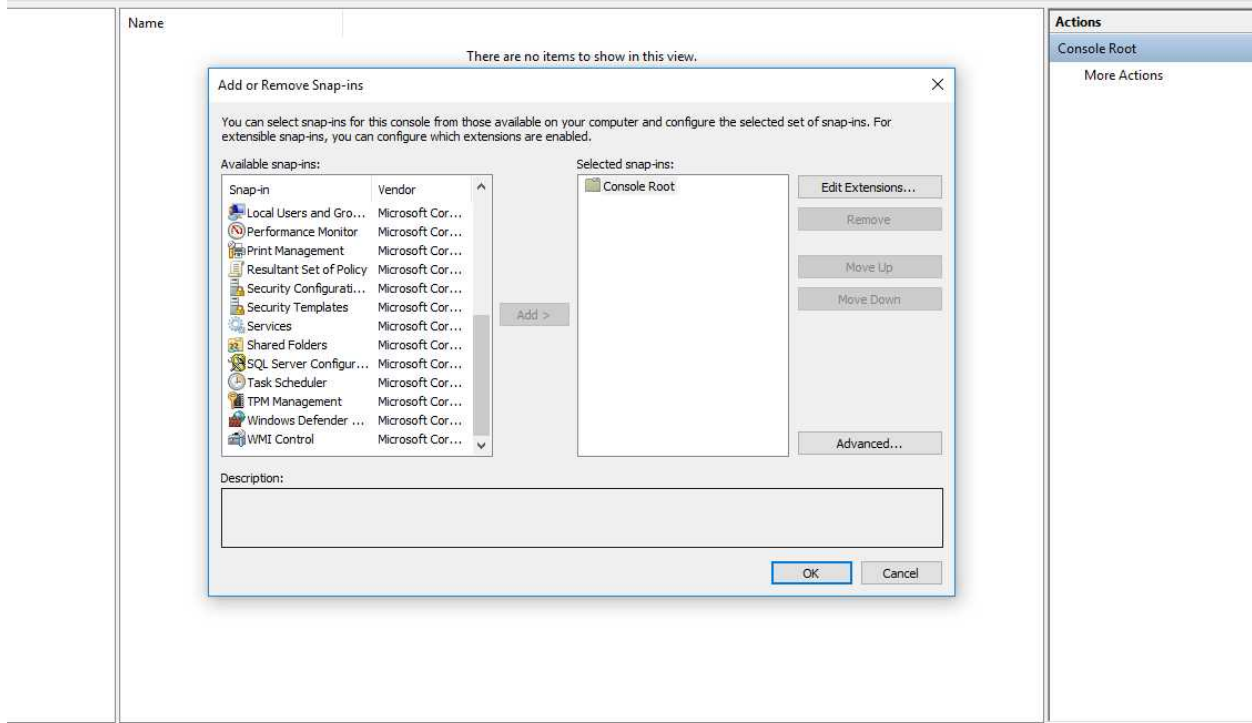 Name
There are no items to show in this view.
Actions
Console Root
More Actions
Add or Remove Snap-ins
You can select snap-ins for this console from those available on your computer and configure the selected set of snap-ins. For
extensible snap-ins, you can configure which extensions are enabled.
Available snap-ins:
Snap-in Vendor
Local Users and Gro... Microsoft Cor...
Performance Monitor Microsoft Cor...
Print Management Microsoft Cor...
Resultant Set of Policy Microsoft Cor...
Security Configurati... Microsoft Cor...
Security Templates Microsoft Cor...
Services Microsoft Cor...
Shared Folders Microsoft Cor...
SQL Server Configur... Microsoft Cor...
Task Scheduler Microsoft Cor...
TPM Management Microsoft Cor...
Windows Defender ... Microsoft Cor...
WMI Control Microsoft Cor...
Add >
Selected snap-ins:
Console Root
Edit Extensions...
Remove
Move Up
Move Down
Advanced...
Description:
OK
Cancel